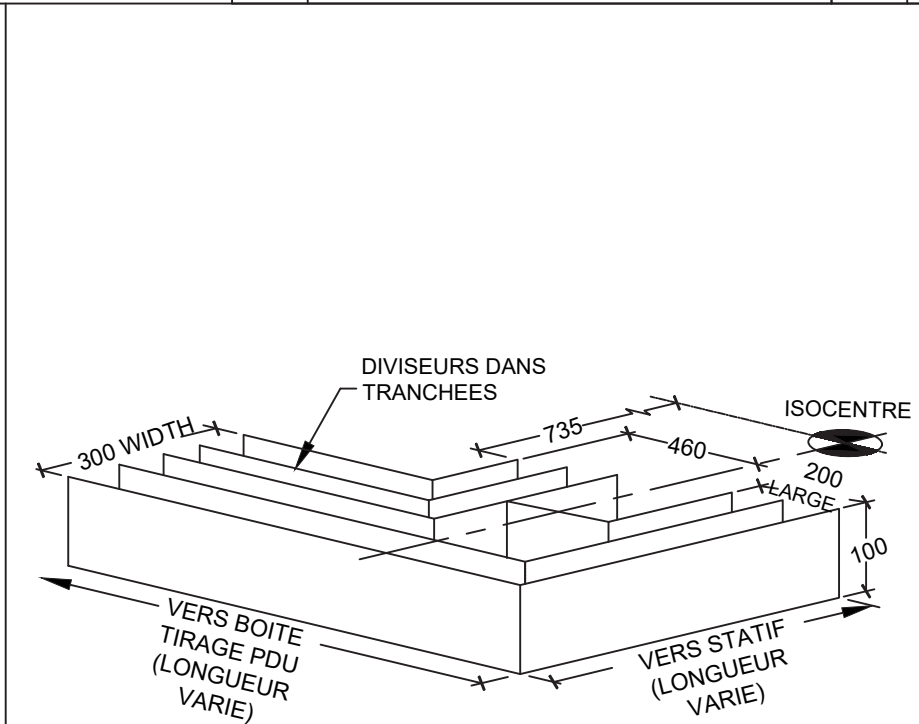 DIVISEURS DANS
TRANCHEES
300 WIDTH
735
460
ISOCENTRE
200
LARGE
100
VERS BOITE
TIRAGE PDU
(LONGUEUR
VARIE)
VERS STATIF
(LONGUEUR
VARIE)